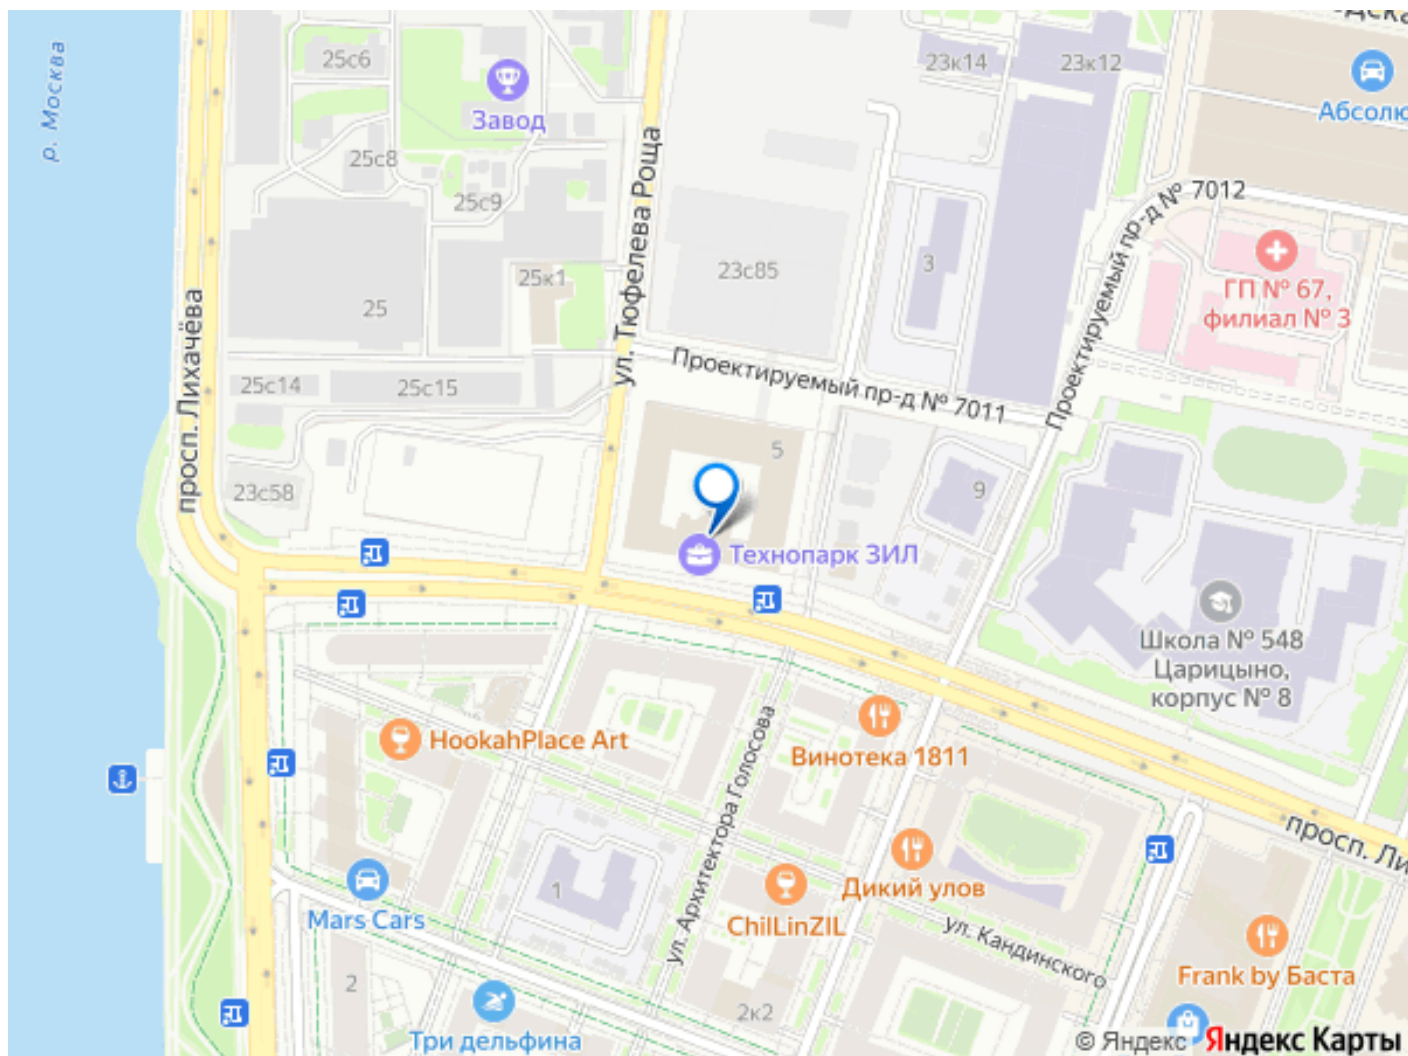 р. Москва
25с6
Завод
23к14
23к12
Абсолю
25с8
25с9
ул. Тюфелева Роща
Проектируемый пр-д № 7012
просп. Лихачёва
25к1
23с85
3
ГП № 67,
филиал № 3
25
25с14
25с15
Проектируемый пр-д № 7011
Проектируемый пр-д №
5
23с58
9
Технопарк ЗИЛ
Школа № 548
Царицыно,
корпус № 8
HookahPlace Art
Винотека 1811
ул. Архитектора Голосова
просп. Ли
1
Mars Cars
Дикий улов
ChilLinZIL
ул. Кандинского
Frank by Баста
2
2к2
Три дельфина
© Яндекс
Яндекс Карты